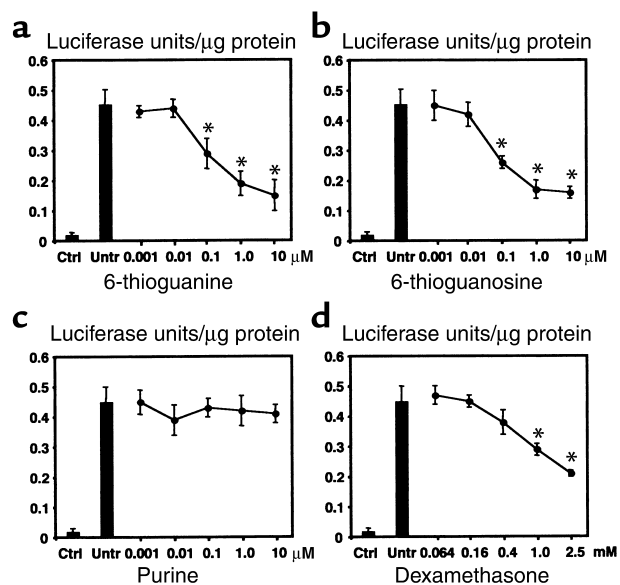 a
Luciferase units/μg protein
0.6
0.5
0.4
0.3
0.2
0.1
0
* * *
Ctrl Untr 0.001 0.01 0.1 1.0 10 μM
6-thioguanine
b
Luciferase units/μg protein
0.6
0.5
0.4
0.3
0.2
0.1
0
* * *
Ctrl Untr 0.001 0.01 0.1 1.0 10 μM
6-thioguanosine
c
Luciferase units/μg protein
0.6
0.5
0.4
0.3
0.2
0.1
0
Ctrl Untr 0.001 0.01 0.1 1.0 10 μM
Purine
d
Luciferase units/μg protein
0.6
0.5
0.4
0.3
0.2
0.1
0
* *
Ctrl Untr 0.064 0.16 0.4 1.0 2.5 mM
Dexamethasone